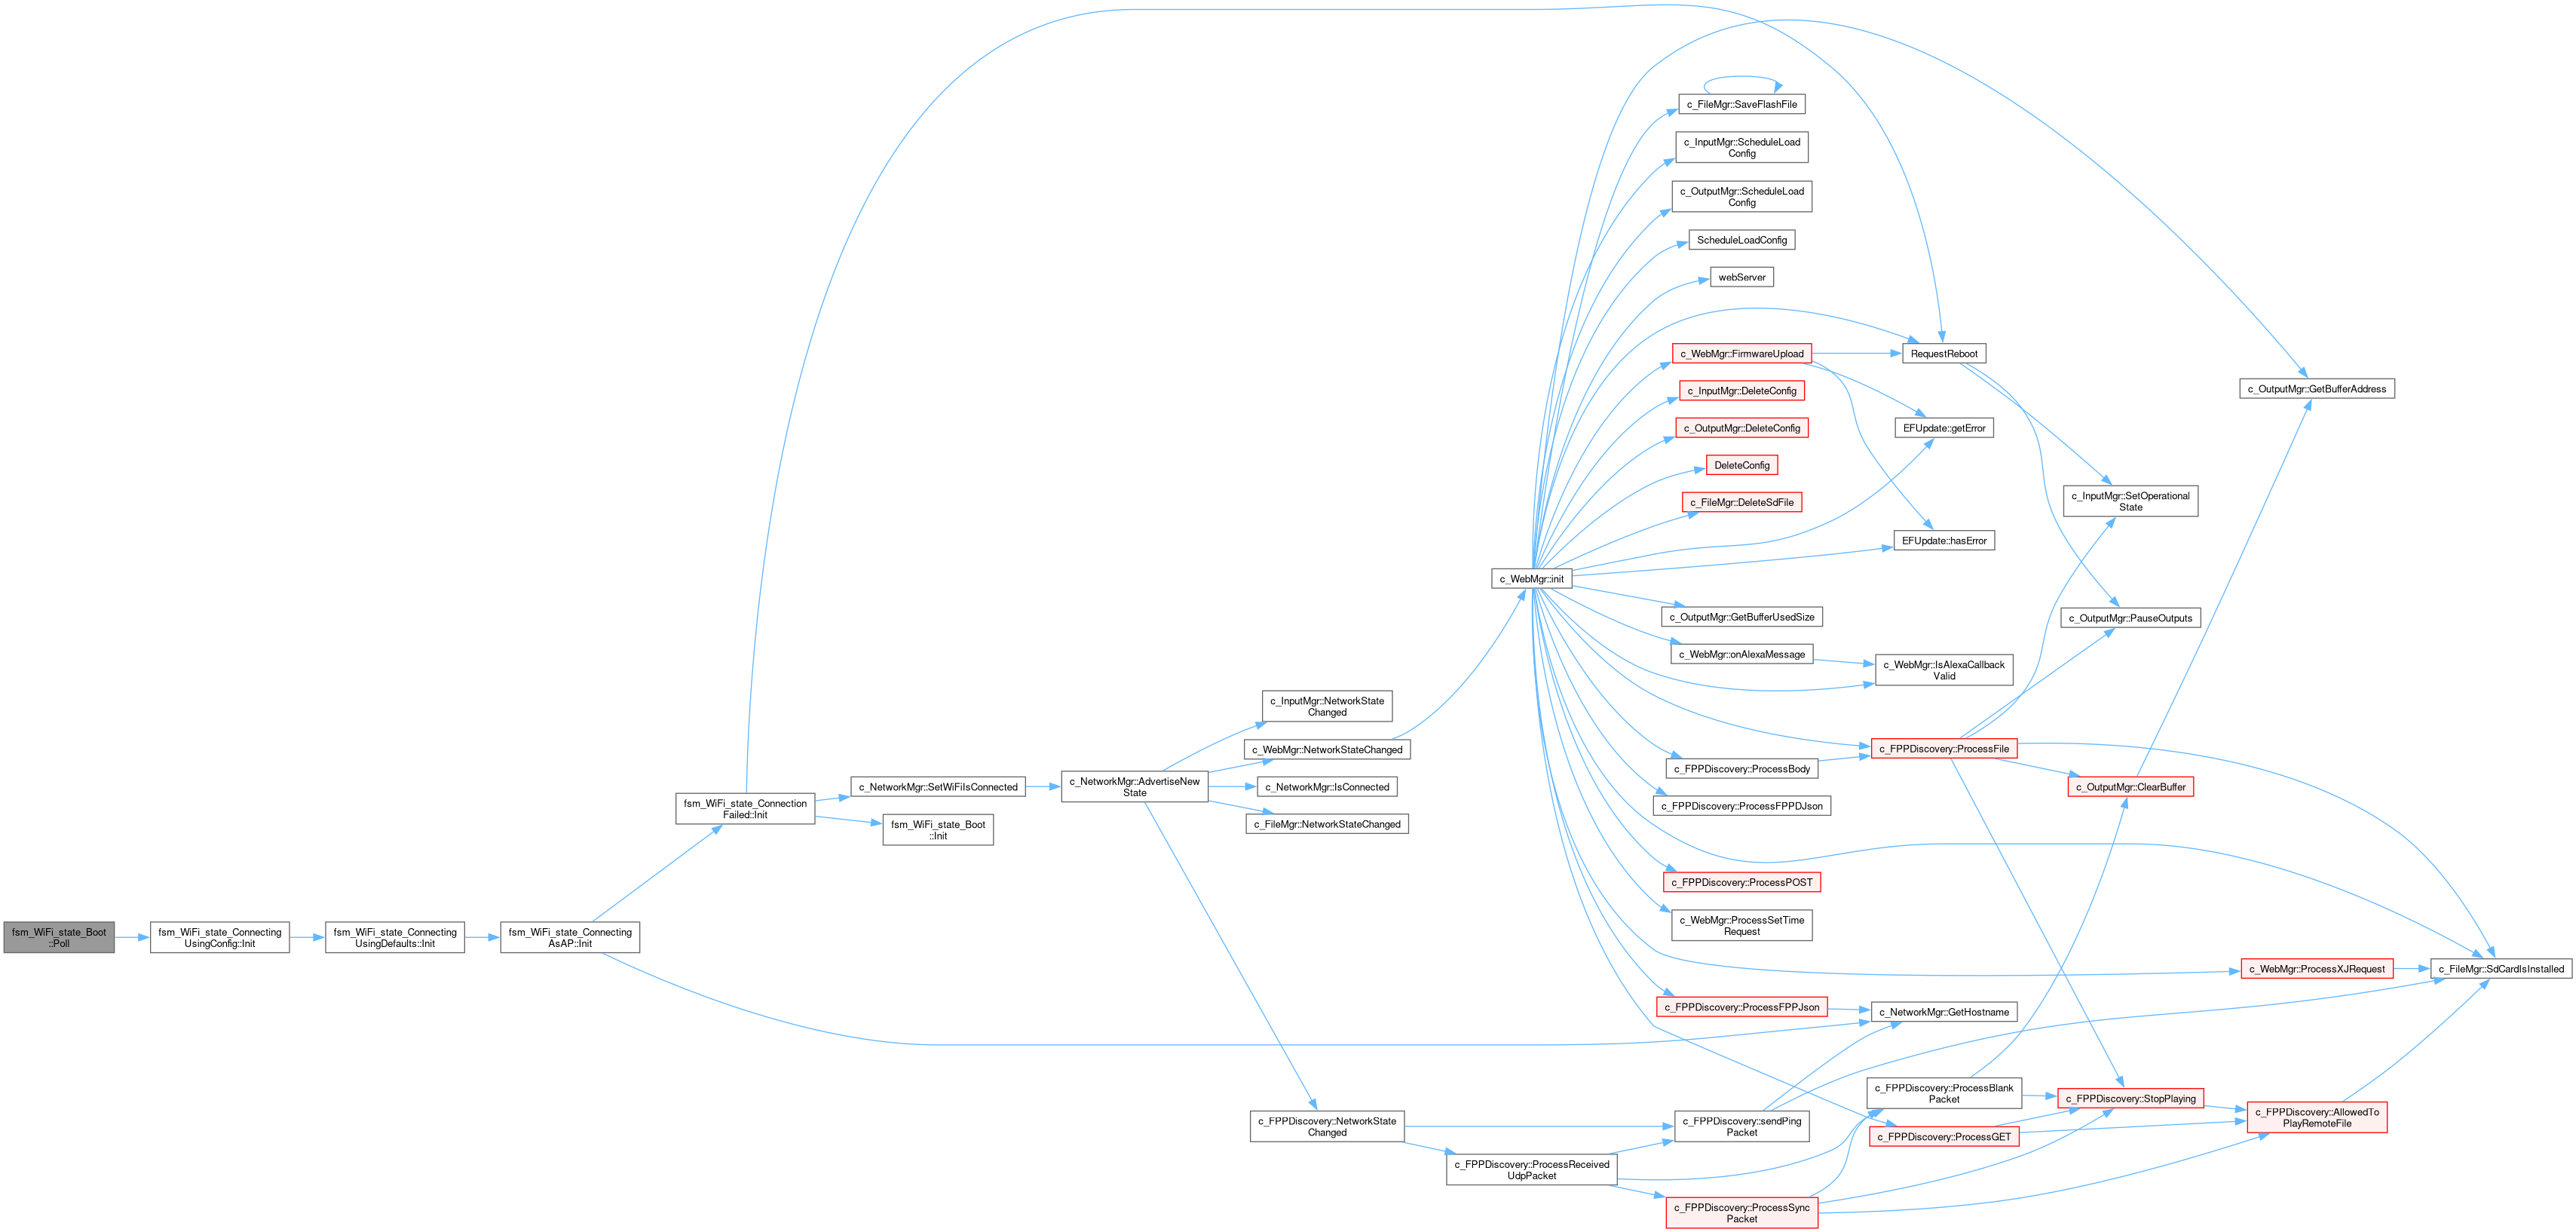 fsm_WiFi_state_Boot
::Poll
fsm_WiFi_state_Connecting
UsingConfig::Init
fsm_WiFi_state_Connecting
UsingDefaults::Init
fsm_WiFi_state_Connecting
AsAP::Init
fsm_WiFi_state_Connection
Failed::Init
c_NetworkMgr::SetWiFiIsConnected
fsm_WiFi_state_Boot
::Init
c_NetworkMgr::AdvertiseNew
State
c_InputMgr::NetworkState
Changed
c_WebMgr::NetworkStateChanged
c_NetworkMgr::IsConnected
c_FileMgr::NetworkStateChanged
c_FPPDiscovery::NetworkState
Changed
c_FPPDiscovery::ProcessReceived
UdpPacket
c_WebMgr::init
c_FileMgr::SaveFlashFile
c_InputMgr::ScheduleLoad
Config
c_OutputMgr::ScheduleLoad
Config
ScheduleLoadConfig
webServer
c_WebMgr::FirmwareUpload
c_InputMgr::DeleteConfig
c_OutputMgr::DeleteConfig
DeleteConfig
c_FileMgr::DeleteSdFile
c_OutputMgr::GetBufferUsedSize
c_WebMgr::onAlexaMessage
c_FPPDiscovery::ProcessBody
c_FPPDiscovery::ProcessFPPDJson
c_FPPDiscovery::ProcessPOST
c_WebMgr::ProcessSetTime
Request
c_FPPDiscovery::ProcessFPPJson
c_FPPDiscovery::sendPing
Packet
c_FPPDiscovery::ProcessSync
Packet
RequestReboot
EFUpdate::getError
EFUpdate::hasError
c_WebMgr::IsAlexaCallback
Valid
c_FPPDiscovery::ProcessFile
c_NetworkMgr::GetHostname
c_FPPDiscovery::ProcessBlank
Packet
c_FPPDiscovery::ProcessGET
c_InputMgr::SetOperational
State
c_OutputMgr::PauseOutputs
c_OutputMgr::ClearBuffer
c_FPPDiscovery::StopPlaying
c_OutputMgr::GetBufferAddress
c_WebMgr::ProcessXJRequest
c_FPPDiscovery::AllowedTo
PlayRemoteFile
c_FileMgr::SdCardIsInstalled